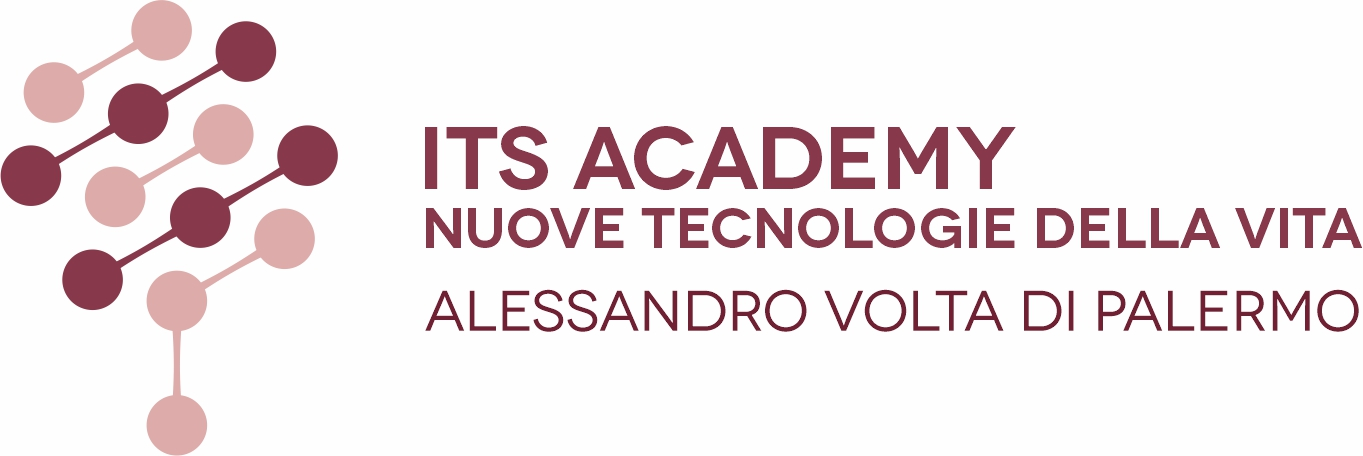 ITS ACADEMY
NUOVE TECNOLOGIE DELLA VITA
ALESSANDRO VOLTA DI PALERMO